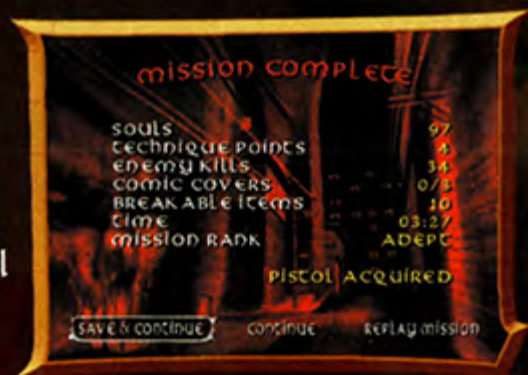 mission complete
souls 97
technique points 4
enemy kills 34
comic covers 0/3
breakable items 10
time 03:27
mission rank adept
pistol acquired
save & continue continue replay mission
l